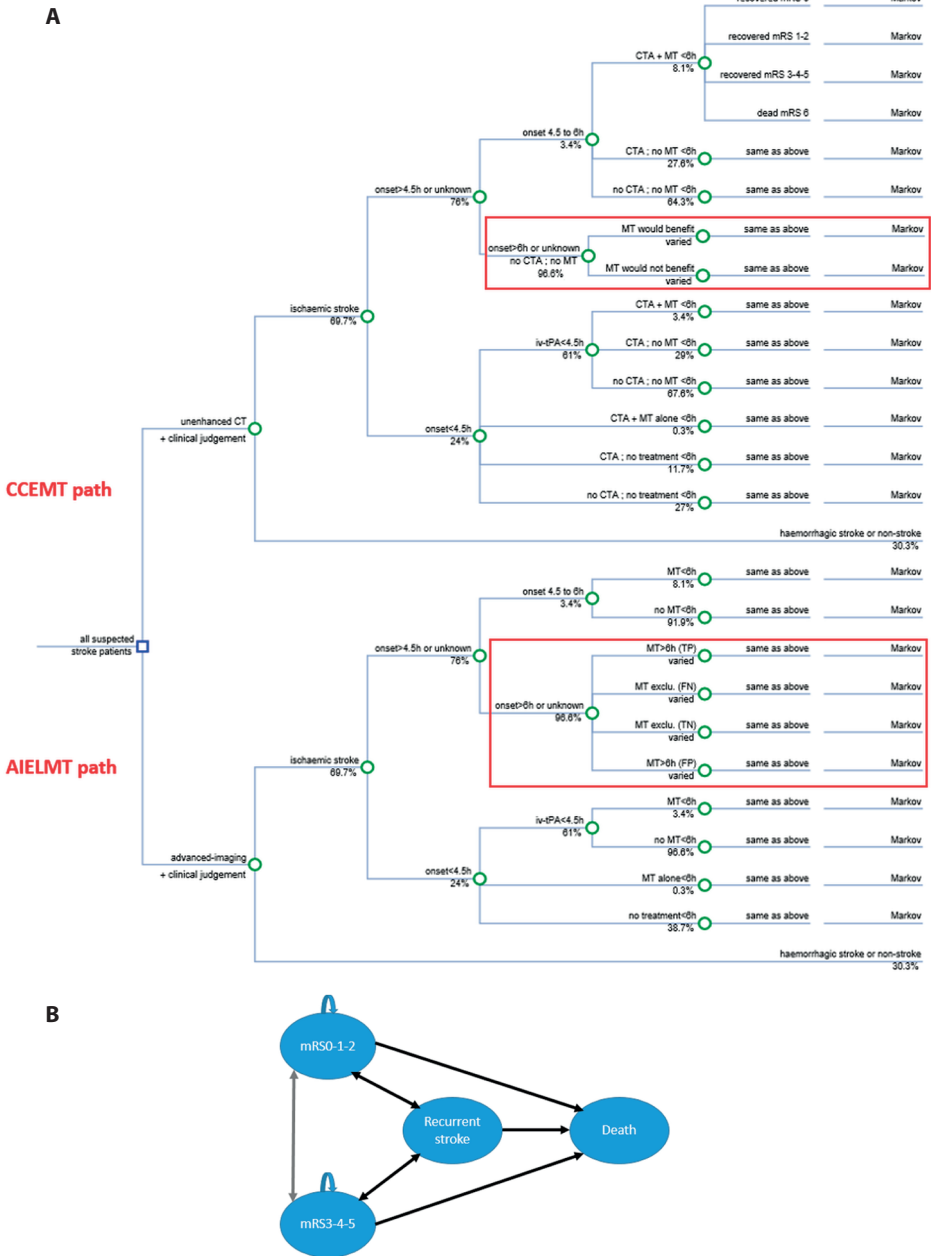 A
recovered mRS 1-2
Markov
CTA + MT <6h
8.1%
recovered mRS 3-4-5
Markov
dead mRS 6
Markov
onset 4.5 to 6h
3.4%
CTA ; no MT <6h
27.6%
same as above
Markov
onset>4.5h or unknown
76%
no CTA ; no MT <6h
64.3%
same as above
Markov
onset>6h or unknown
no CTA ; no MT
96.6%
MT would benefit
varied
same as above
Markov
MT would not benefit
varied
same as above
Markov
ischaemic stroke
69.7%
CTA + MT <6h
3.4%
same as above
Markov
iv-tPA<4.5h
61%
CTA ; no MT <6h
29%
same as above
Markov
no CTA ; no MT <6h
67.6%
same as above
Markov
unenhanced CT
+ clinical judgement
onset<4.5h
24%
CTA + MT alone <6h
0.3%
same as above
Markov
CTA ; no treatment <6h
11.7%
same as above
Markov
CCEMT path
no CTA ; no treatment <6h
27%
same as above
Markov
haemorrhagic stroke or non-stroke
30.3%
all suspected
stroke patients
onset 4.5 to 6h
3.4%
MT<6h
8.1%
same as above
Markov
no MT<6h
91.9%
same as above
Markov
onset>4.5h or unknown
76%
MT>6h (TP)
varied
same as above
Markov
onset>6h or unknown
96.6%
MT exclu. (FN)
varied
same as above
Markov
MT exclu. (TN)
varied
same as above
Markov
AIELMT path
ischaemic stroke
69.7%
MT>6h (FP)
varied
same as above
Markov
iv-tPA<4.5h
61%
MT<6h
3.4%
same as above
Markov
no MT<6h
96.6%
same as above
Markov
advanced-imaging
+ clinical judgement
onset<4.5h
24%
MT alone<6h
0.3%
same as above
Markov
no treatment<6h
38.7%
same as above
Markov
haemorrhagic stroke or non-stroke
30.3%
B
mRS0-1-2
Recurrent
stroke
Death
mRS3-4-5